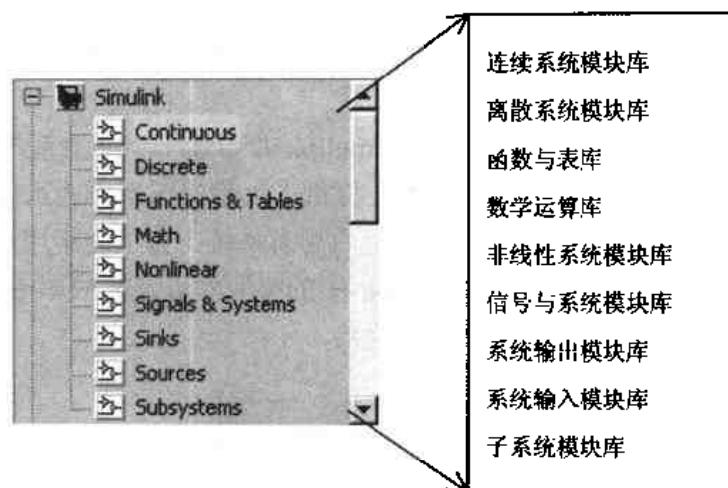 Simulink
Continuous
Discrete
Functions & Tables
Math
Nonlinear
Signals & Systems
Sinks
Sources
Subsystems
连续系统模块库
离散系统模块库
函数与表库
数学运算库
非线性系统模块库
信号与系统模块库
系统输出模块库
系统输入模块库
子系统模块库